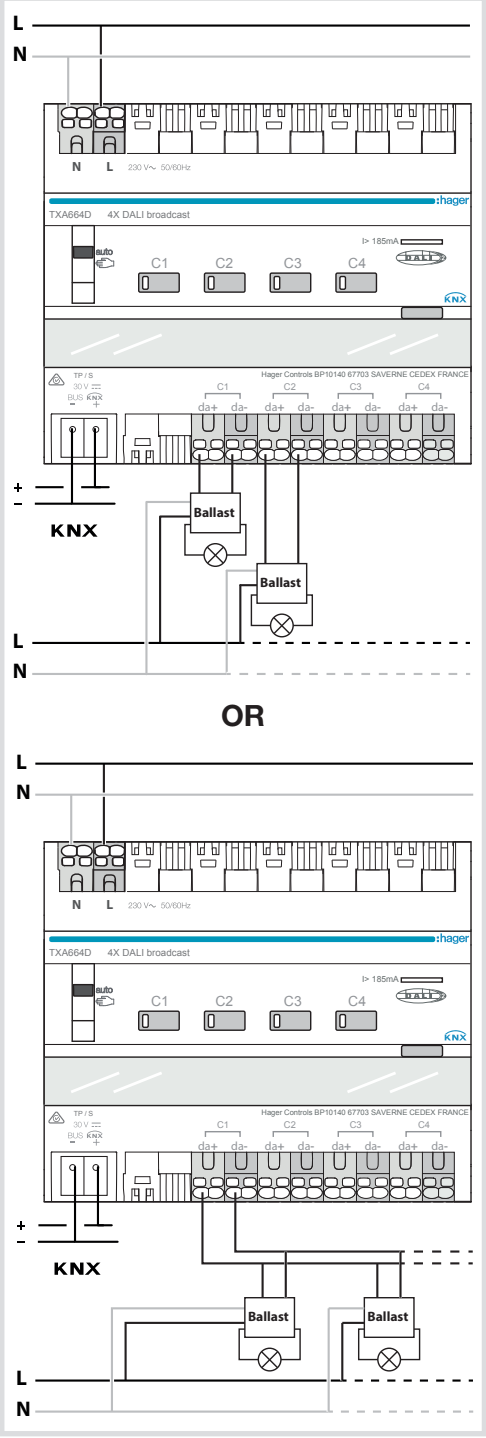 L
N
N L 230 V~ 50/60Hz
:hager
TXA664D 4X DALI broadcast
I> 185mA
auto
C1 C2 C3 C4
DALI
KNX
TP / S
30 V
BUS KNX
- +
Hager Controls BP10140 67703 SAVERNE CEDEX FRANCE
C1 C2 C3 C4
da+ da- da+ da- da+ da- da+ da-
+
-
KNX
Ballast
Ballast
L
N
OR
L
N
N L 230 V~ 50/60Hz
:hager
TXA664D 4X DALI broadcast
I> 185mA
auto
C1 C2 C3 C4
DALI
KNX
TP / S
30 V
BUS KNX
- +
Hager Controls BP10140 67703 SAVERNE CEDEX FRANCE
C1 C2 C3 C4
da+ da- da+ da- da+ da- da+ da-
+
-
KNX
Ballast Ballast
L
N